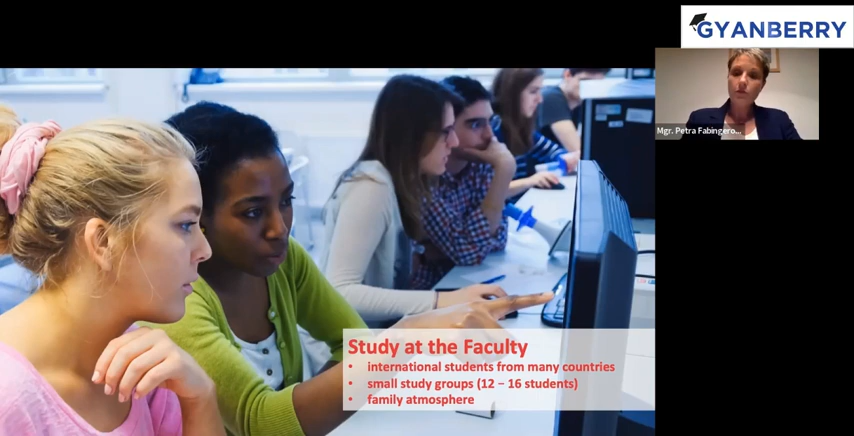 GYANBERRY
Mgr. Petra Fabingero...
Study at the Faculty
• international students from many countries
• small study groups (12 – 16 students)
• family atmosphere